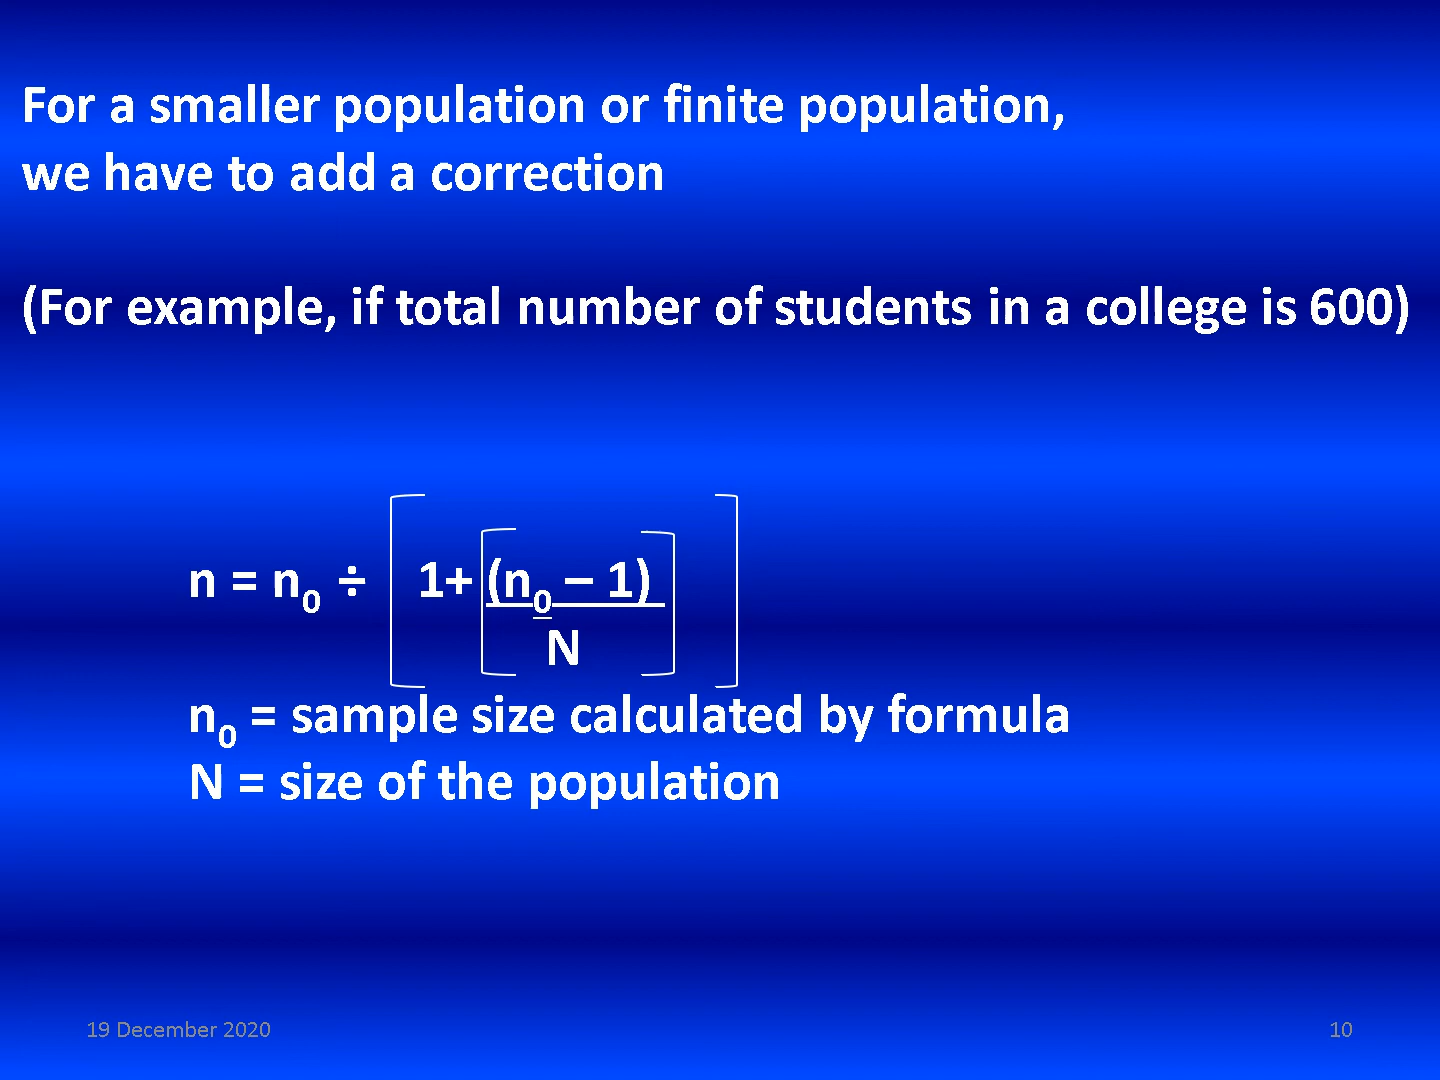 For a smaller population or finite population,
we have to add a correction
(For example, if total number of students in a college is 600)
n = n₀ ÷ [ 1+ [(n₀ – 1)
N ] ]
n₀ = sample size calculated by formula
N = size of the population
19 December 2020
10